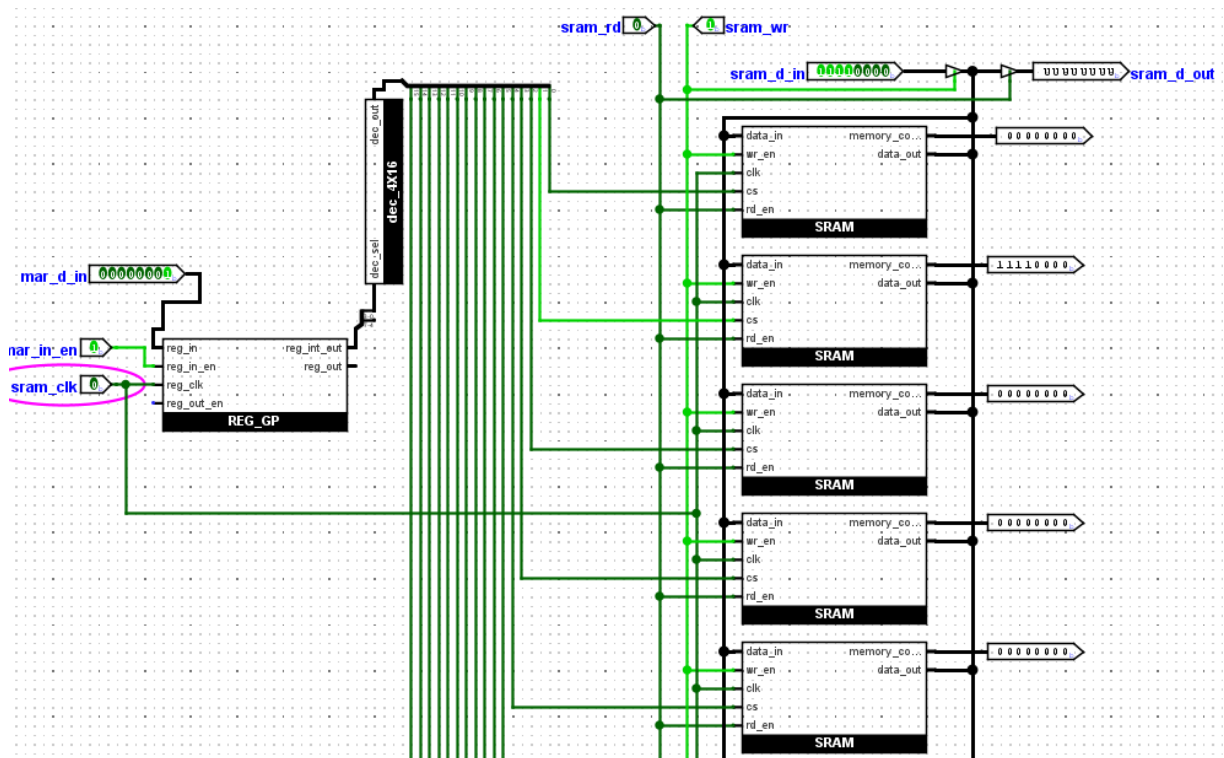 sram_rd 0
1 sram_wr
sram_d_in 11110000
UUUUUUUU sram_d_out
dec_out
dec_4X16
dec_sel
mar_d_in 00000001
mar_in_en 1
sram_clk 0
reg_in reg_int_out
reg_in_en reg_out
reg_clk
reg_out_en
REG_GP
data_in memory_co... 00000000
wr_en data_out
clk
cs
rd_en
SRAM
data_in memory_co... 11110000
wr_en data_out
clk
cs
rd_en
SRAM
data_in memory_co... 00000000
wr_en data_out
clk
cs
rd_en
SRAM
data_in memory_co... 00000000
wr_en data_out
clk
cs
rd_en
SRAM
data_in memory_co... 00000000
wr_en data_out
clk
cs
rd_en
SRAM